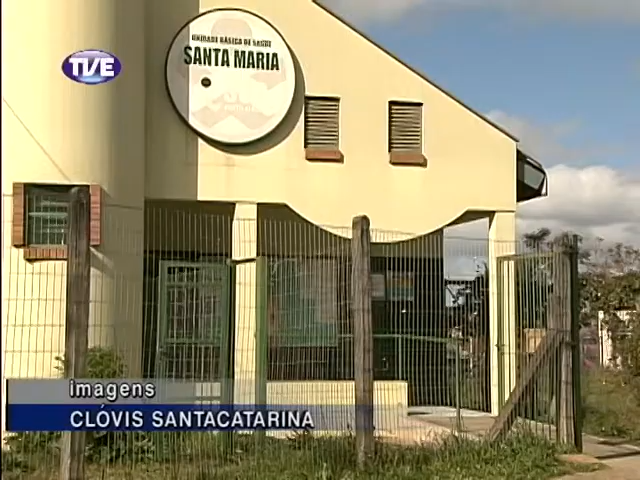 UNIDADE BÁSICA DE SAÚDE
SANTA MARIA
TVE
imagens
CLÓVIS SANTACATARINA